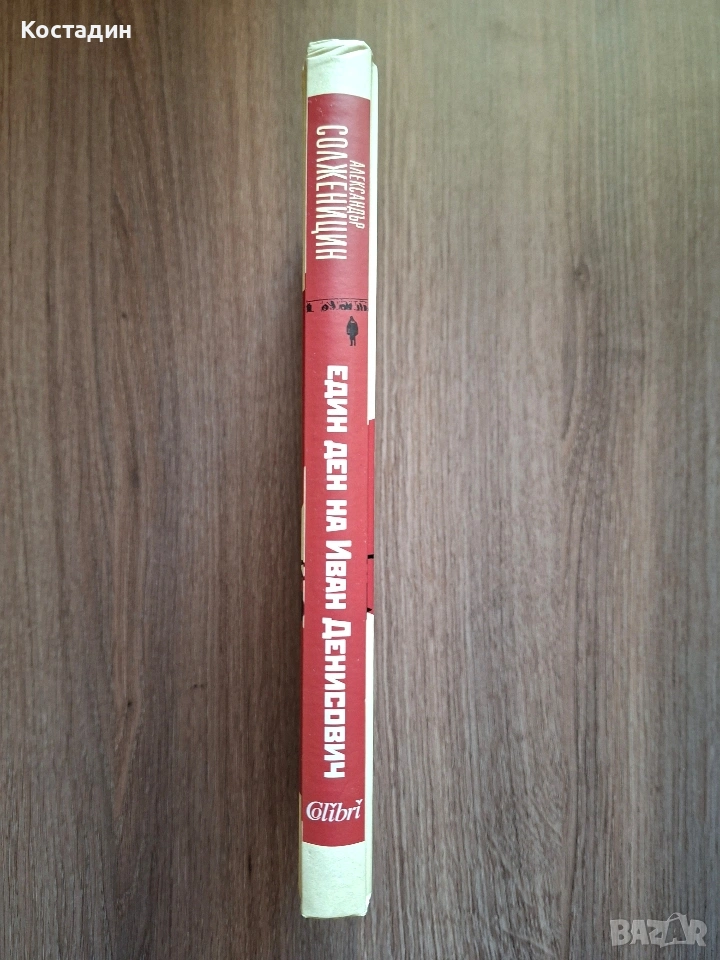 Костадин
АЛЕКСАНДЪР
СОЛЖЕНИЦИН
ЕДИН ДЕН НА ИВАН ДЕНИСОВИЧ
Colibri
BAZAR